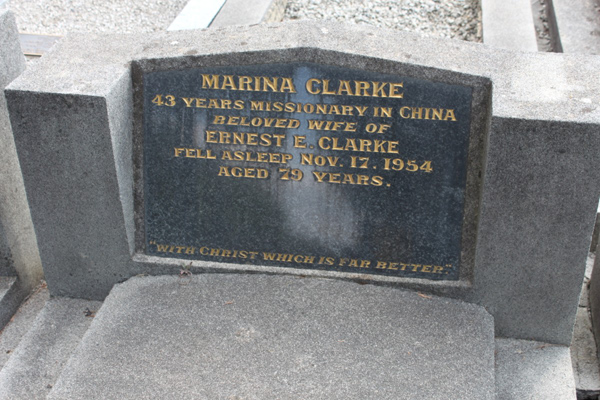 MARINA CLARKE
43 YEARS MISSIONARY IN CHINA
BELOVED WIFE OF
ERNEST E. CLARKE
FELL ASLEEP NOV. 17. 1954
AGED 79 YEARS.
"WITH CHRIST WHICH IS FAR BETTER"